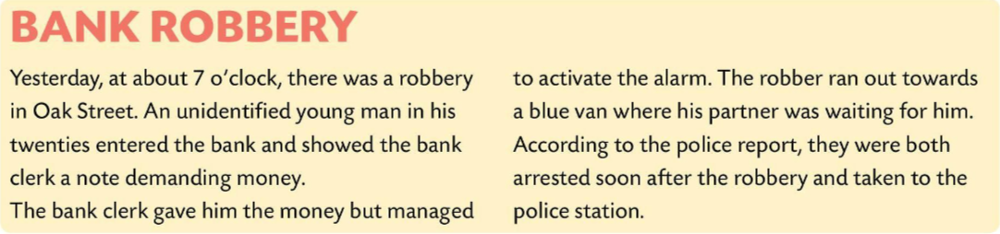 BANK ROBBERY
Yesterday, at about 7 o'clock, there was a robbery
in Oak Street. An unidentified young man in his
twenties entered the bank and showed the bank
clerk a note demanding money.
The bank clerk gave him the money but managed
to activate the alarm. The robber ran out towards
a blue van where his partner was waiting for him.
According to the police report, they were both
arrested soon after the robbery and taken to the
police station.